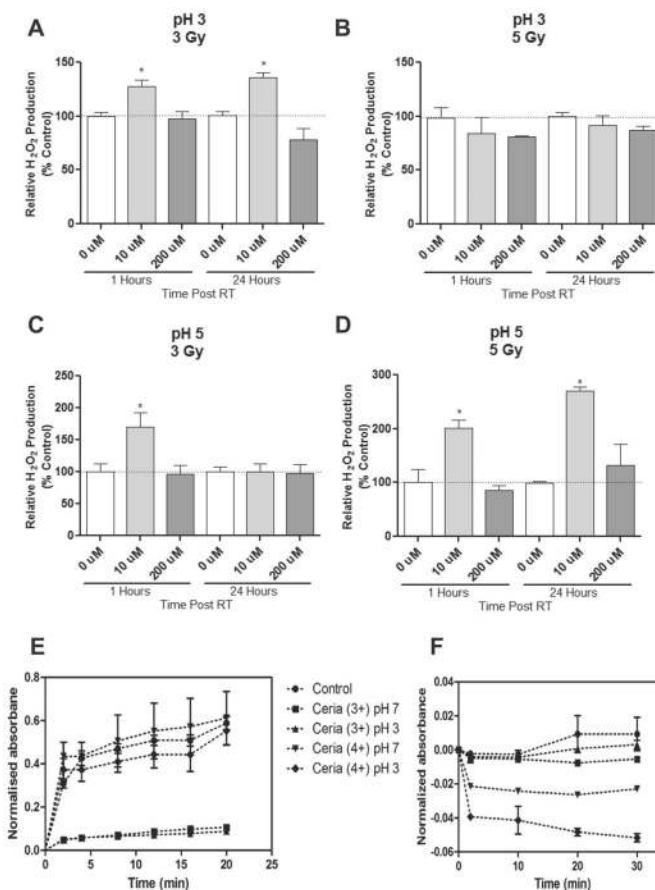 A
pH 3
3 Gy
Relative H2O2 Production
(% Control)
150
100
50
0
*
*
0 uM
10 uM
200 uM
0 uM
10 uM
200 uM
1 Hours
24 Hours
Time Post RT
B
pH 3
5 Gy
Relative H2O2 Production
(% Control)
150
100
50
0
0 uM
10 uM
200 uM
0 uM
10 uM
200 uM
1 Hours
24 Hours
Time Post RT
C
pH 5
3 Gy
Relative H2O2 Production
(% Control)
250
200
150
100
50
0
*
0 uM
10 uM
200 uM
0 uM
10 uM
200 uM
1 Hours
24 Hours
Time Post RT
D
pH 5
5 Gy
Relative H2O2 Production
(% Control)
300
200
100
0
*
*
0 uM
10 uM
200 uM
0 uM
10 uM
200 uM
1 Hours
24 Hours
Time Post RT
E
Normalised absorbane
0.8
0.6
0.4
0.2
0.0
0
5
10
15
20
25
Time (min)
Control
Ceria (3+) pH 7
Ceria (3+) pH 3
Ceria (4+) pH 7
Ceria (4+) pH 3
F
Normalized absorbance
0.04
0.02
0.00
-0.02
-0.04
-0.06
0
10
20
30
Time (min)